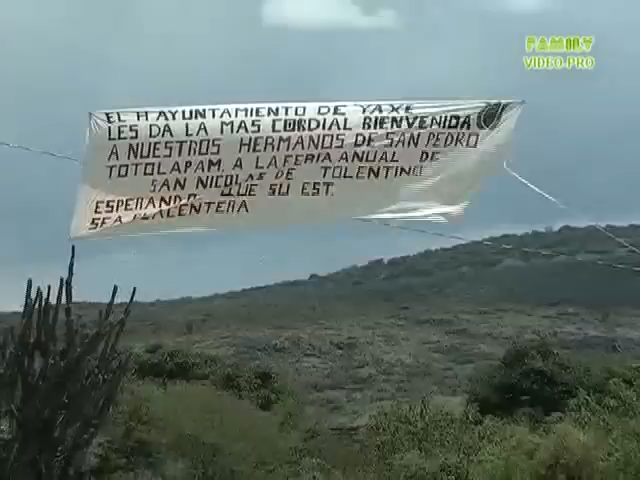 FAMILY
VIDEO-PRO
EL H AYUNTAMIENTO DE YAXE
LES DA LA MAS CORDIAL BIENVENIDA
A NUESTROS HERMANOS DE SAN PEDRO
TOTOLAPAM. A LA FERIA ANUAL DE
SAN NICOLAS DE TOLENTINO
ESPERANDO QUE SU EST.
SEA PLACENTERA